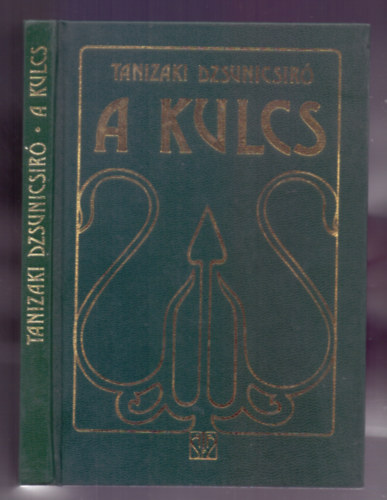 TANIZAKI DZSUNICSIRÓ • A KULCS
TANIZAKI DZSUNICSIRÓ
A KULCS